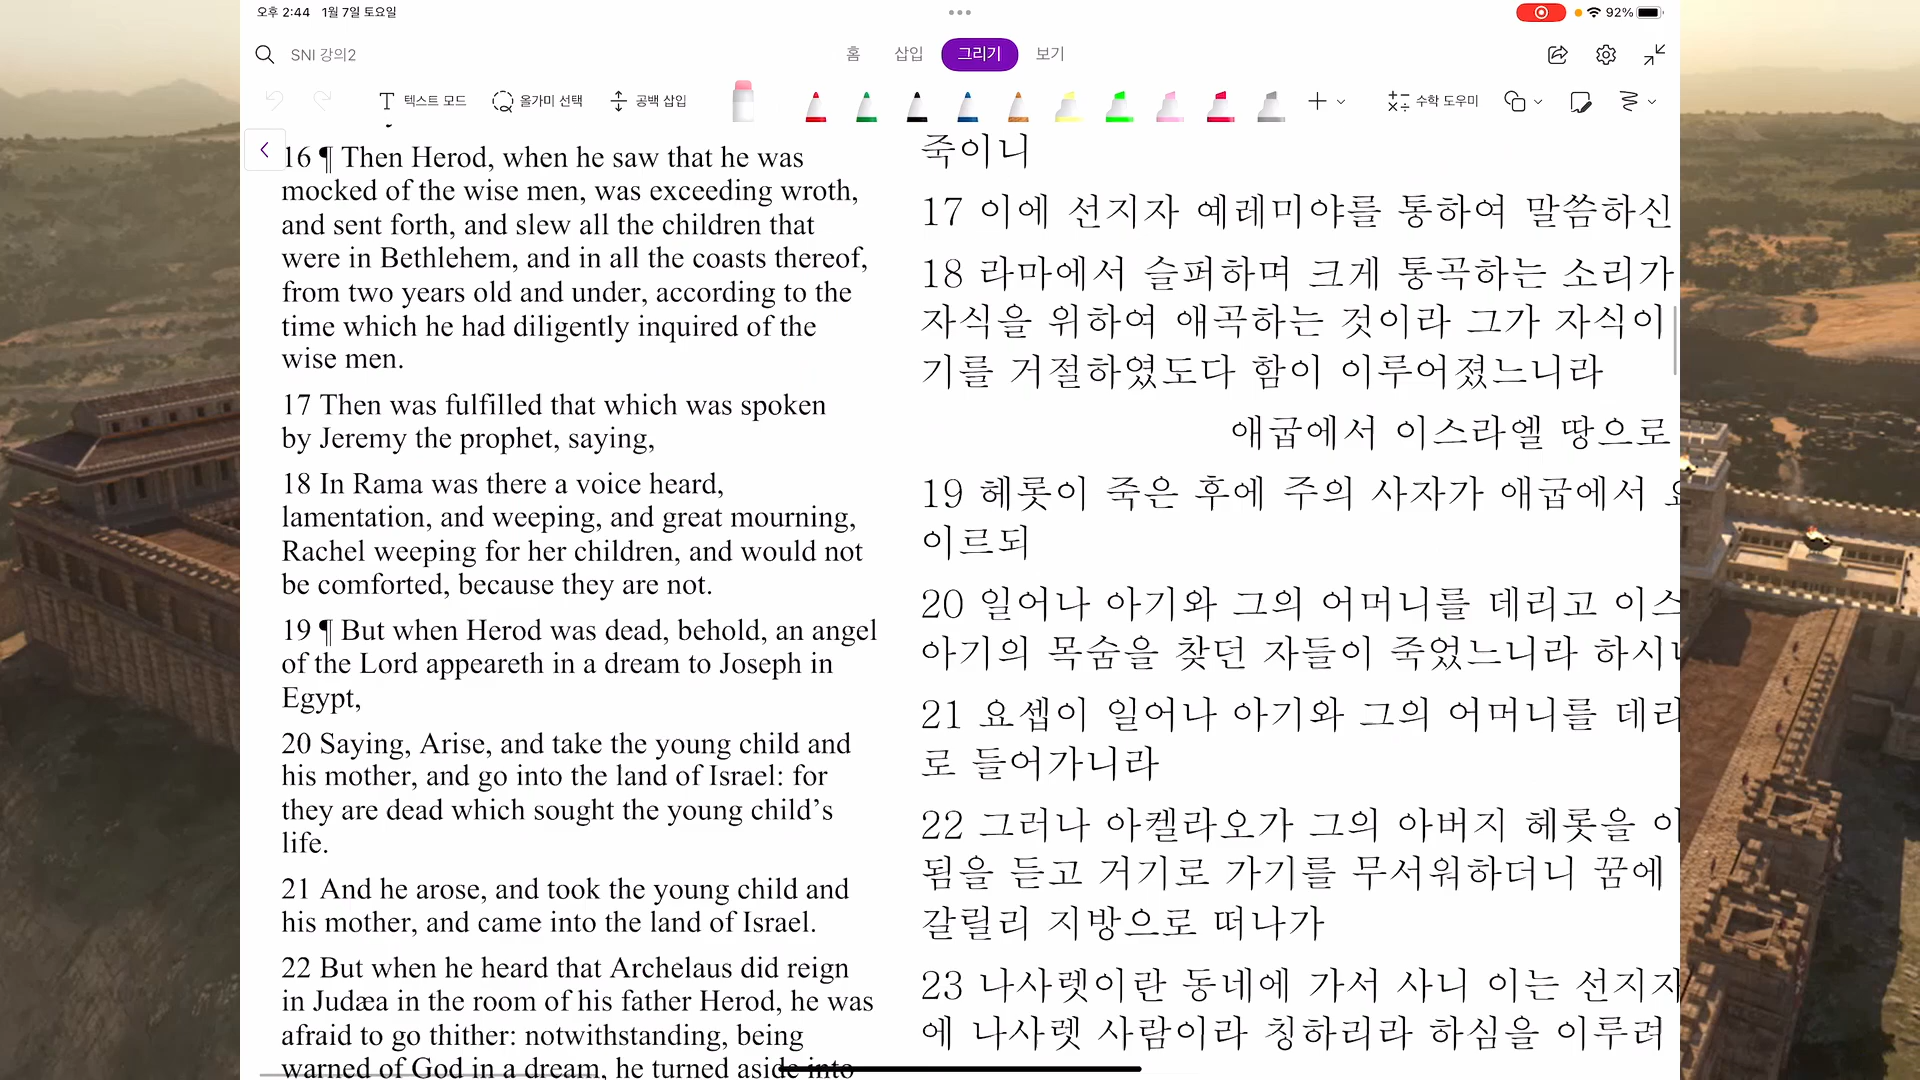 오후 2:44 1월 7일 토요일
92%
SNI 강의2
홈 삽입 그리기 보기
텍스트 모드 올가미 선택 공백 삽입 수학 도우미
16 ¶ Then Herod, when he saw that he was
mocked of the wise men, was exceeding wroth,
and sent forth, and slew all the children that
were in Bethlehem, and in all the coasts thereof,
from two years old and under, according to the
time which he had diligently inquired of the
wise men.
17 Then was fulfilled that which was spoken
by Jeremy the prophet, saying,
18 In Rama was there a voice heard,
lamentation, and weeping, and great mourning,
Rachel weeping for her children, and would not
be comforted, because they are not.
19 ¶ But when Herod was dead, behold, an angel
of the Lord appeareth in a dream to Joseph in
Egypt,
20 Saying, Arise, and take the young child and
his mother, and go into the land of Israel: for
they are dead which sought the young child’s
life.
21 And he arose, and took the young child and
his mother, and came into the land of Israel.
22 But when he heard that Archelaus did reign
in Judæa in the room of his father Herod, he was
afraid to go thither: notwithstanding, being
warned of God in a dream, he turned aside into
죽이니
17 이에 선지자 예레미야를 통하여 말씀하신
18 라마에서 슬퍼하며 크게 통곡하는 소리가
자식을 위하여 애곡하는 것이라 그가 자식이
기를 거절하였도다 함이 이루어졌느니라
애굽에서 이스라엘 땅으로
19 헤롯이 죽은 후에 주의 사자가 애굽에서
이르되
20 일어나 아기와 그의 어머니를 데리고 이스
아기의 목숨을 찾던 자들이 죽었느니라 하시
21 요셉이 일어나 아기와 그의 어머니를 데리
로 들어가니라
22 그러나 아켈라오가 그의 아버지 헤롯을 이
됨을 듣고 거기로 가기를 무서워하더니 꿈에
갈릴리 지방으로 떠나가
23 나사렛이란 동네에 가서 사니 이는 선지자
에 나사렛 사람이라 칭하리라 하심을 이루려